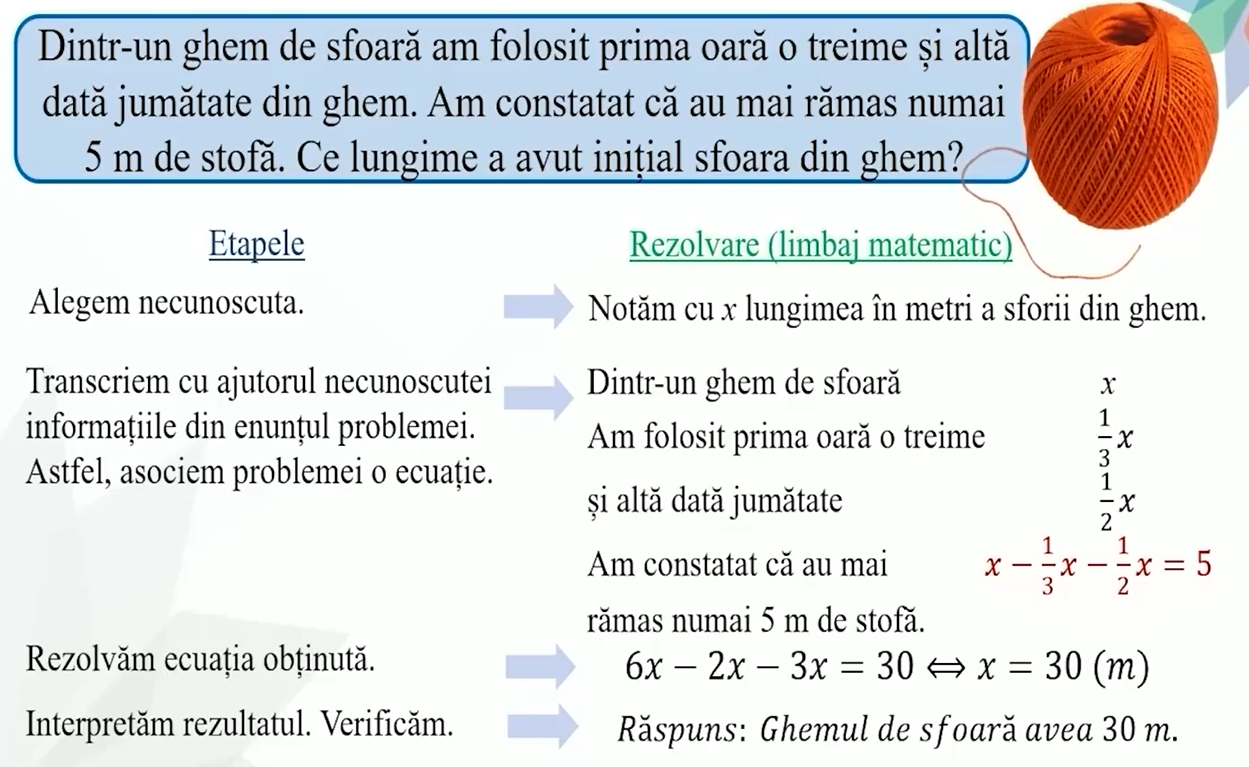 Dintr-un ghem de sfoară am folosit prima oară o treime și altă
dată jumătate din ghem. Am constatat că au mai rămas numai
5 m de stofă. Ce lungime a avut inițial sfoara din ghem?
Etapele
Rezolvare (limbaj matematic)
Alegem necunoscuta.
Notăm cu x lungimea în metri a sforii din ghem.
Transcriem cu ajutorul necunoscutei
informațiile din enunțul problemei.
Astfel, asociem problemei o ecuație.
Dintr-un ghem de sfoară x
Am folosit prima oară o treime 1/3 x
și altă dată jumătate 1/2 x
Am constatat că au mai x − 1/3 x − 1/2 x = 5
rămas numai 5 m de stofă.
Rezolvăm ecuația obținută.
6x − 2x − 3x = 30 ⟺ x = 30 (m)
Interpretăm rezultatul. Verificăm.
Răspuns: Ghemul de sfoară avea 30 m.